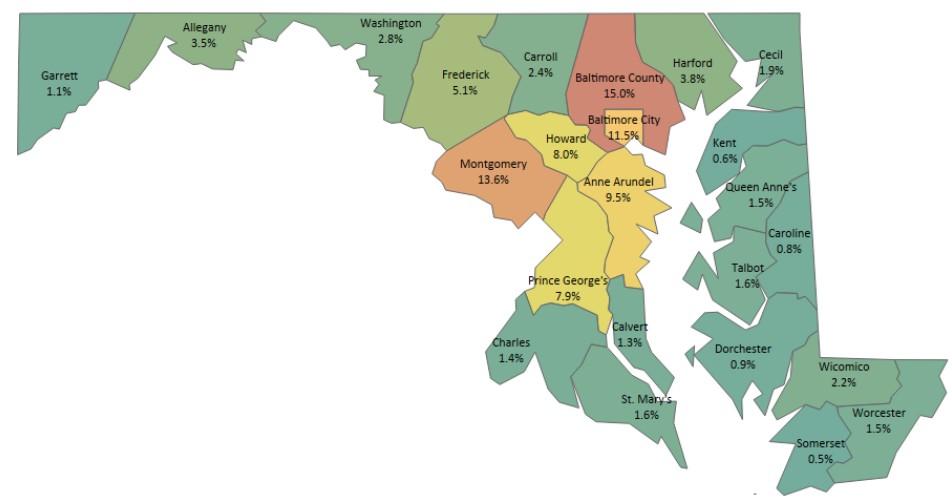 Garrett
1.1%
Allegany
3.5%
Washington
2.8%
Frederick
5.1%
Carroll
2.4%
Baltimore County
15.0%
Baltimore City
11.5%
Harford
3.8%
Cecil
1.9%
Howard
8.0%
Montgomery
13.6%
Anne Arundel
9.5%
Kent
0.6%
Queen Anne's
1.5%
Caroline
0.8%
Talbot
1.6%
Prince George's
7.9%
Calvert
1.3%
Charles
1.4%
St. Mary's
1.6%
Dorchester
0.9%
Wicomico
2.2%
Worcester
1.5%
Somerset
0.5%